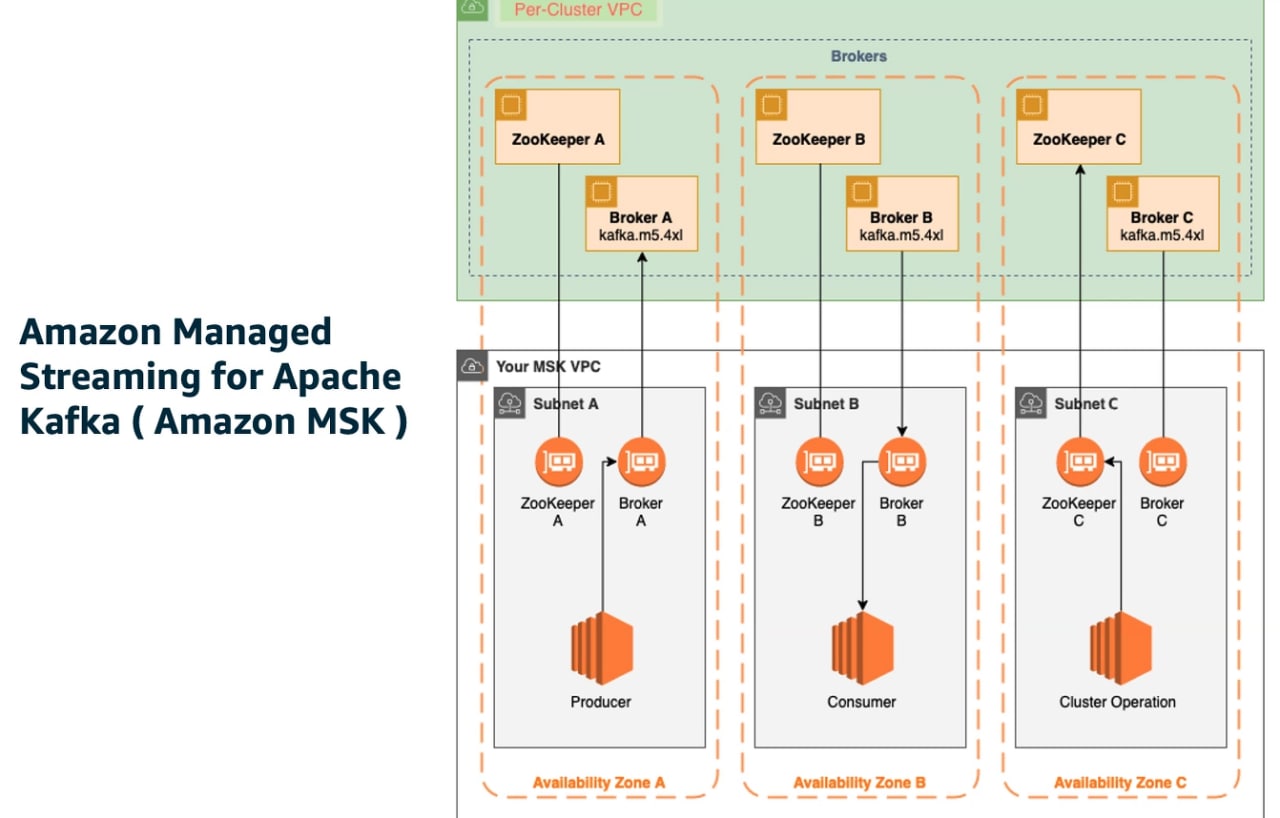 Amazon Managed
Streaming for Apache
Kafka ( Amazon MSK )
Per-Cluster VPC
Brokers
ZooKeeper A
Broker A
kafka.m5.4xl
ZooKeeper B
Broker B
kafka.m5.4xl
ZooKeeper C
Broker C
kafka.m5.4xl
Your MSK VPC
Subnet A
ZooKeeper
A
Broker
A
Producer
Availability Zone A
Subnet B
ZooKeeper
B
Broker
B
Consumer
Availability Zone B
Subnet C
ZooKeeper
C
Broker
C
Cluster Operation
Availability Zone C